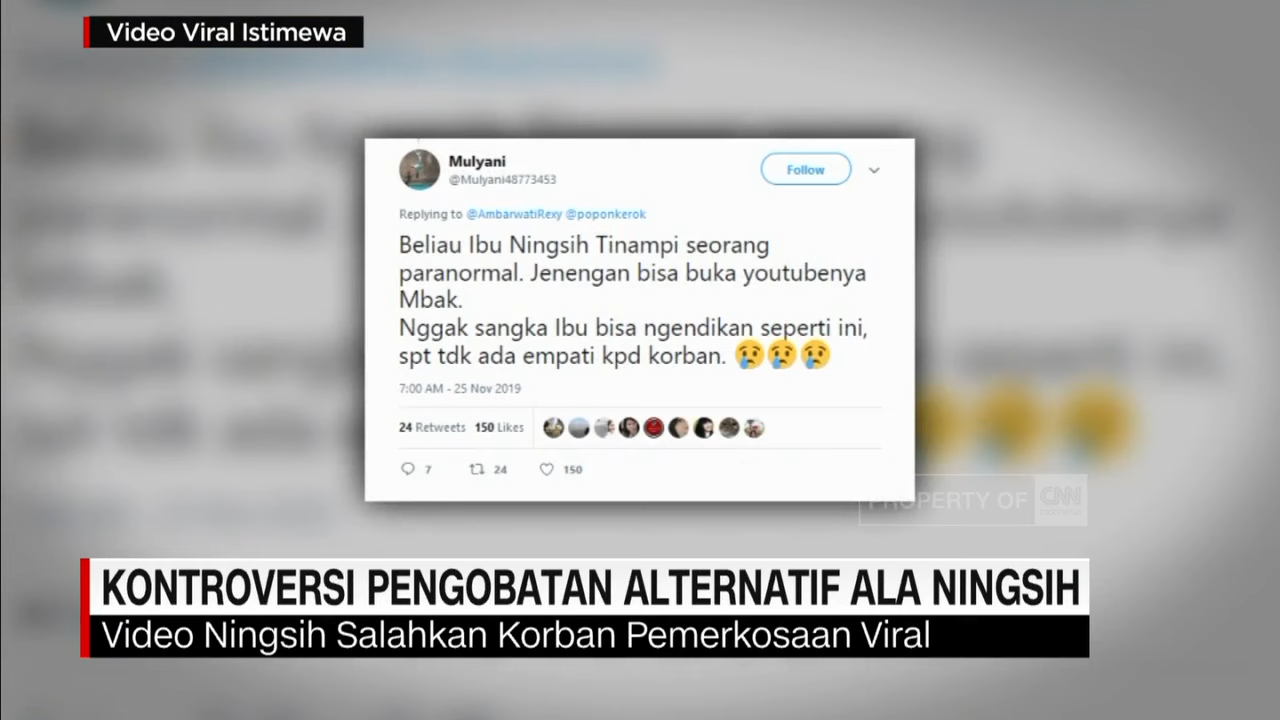 Video Viral Istimewa
Mulyani
@Mulyani48773453
Follow
Replying to @AmbarwatiRexy @poponkerok
Beliau Ibu Ningsih Tinampi seorang
paranormal. Jenengan bisa buka youtubenya
Mbak.
Nggak sangka Ibu bisa ngendikan seperti ini,
spt tdk ada empati kpd korban. 😢😢😢
7:00 AM - 25 Nov 2019
24 Retweets 150 Likes
7 24 150
PROPERTY OF CNN Indonesia
KONTROVERSI PENGOBATAN ALTERNATIF ALA NINGSIH
Video Ningsih Salahkan Korban Pemerkosaan Viral